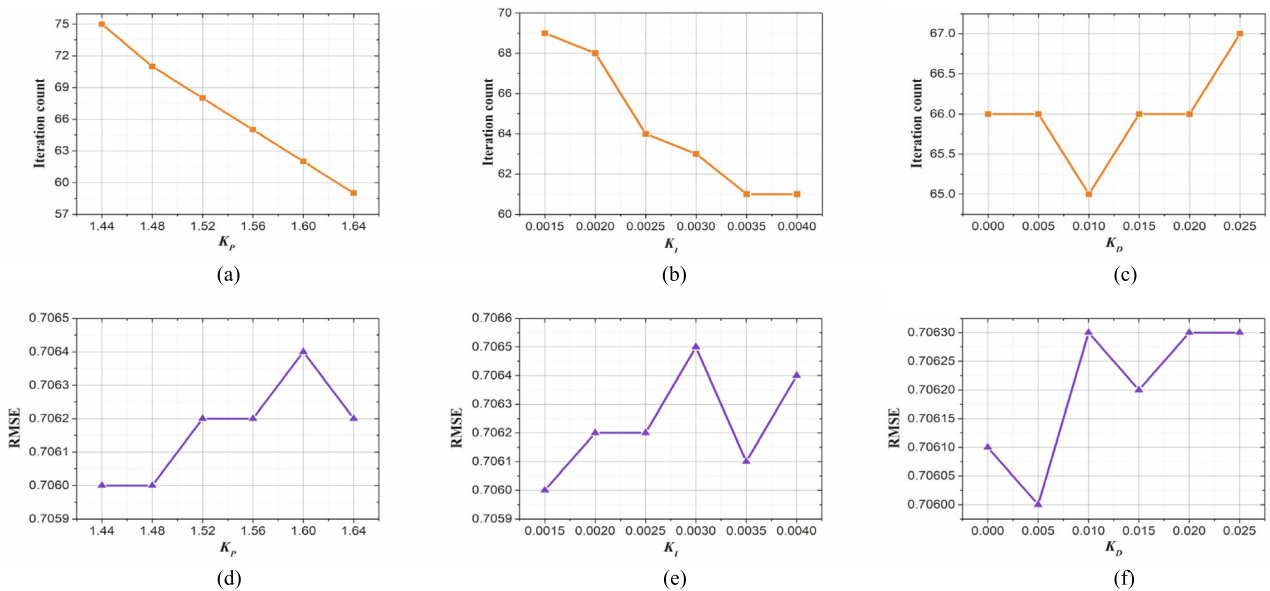 75
72
69
66
63
60
57
Iteration count
1.44 1.48 1.52 1.56 1.60 1.64
K_P
(a)
70
68
66
64
62
60
Iteration count
0.0015 0.0020 0.0025 0.0030 0.0035 0.0040
K_I
(b)
67.0
66.5
66.0
65.5
65.0
Iteration count
0.000 0.005 0.010 0.015 0.020 0.025
K_D
(c)
0.7065
0.7064
0.7063
0.7062
0.7061
0.7060
0.7059
RMSE
1.44 1.48 1.52 1.56 1.60 1.64
K_P
(d)
0.7066
0.7065
0.7064
0.7063
0.7062
0.7061
0.7060
0.7059
RMSE
0.0015 0.0020 0.0025 0.0030 0.0035 0.0040
K_I
(e)
0.70630
0.70625
0.70620
0.70615
0.70610
0.70605
0.70600
RMSE
0.000 0.005 0.010 0.015 0.020 0.025
K_D
(f)